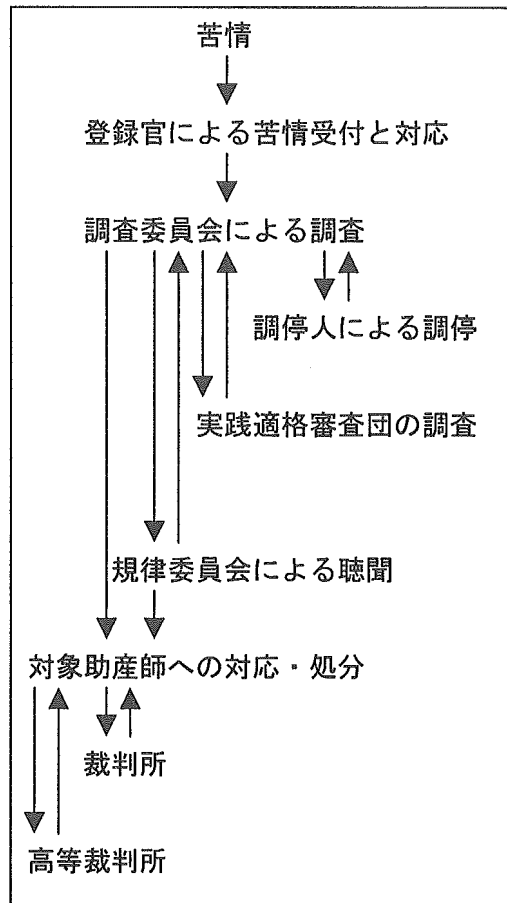 苦情
登録官による苦情受付と対応
調査委員会による調査
調停人による調停
実践適格審査団の調査
規律委員会による聴聞
対象助産師への対応・処分
裁判所
高等裁判所